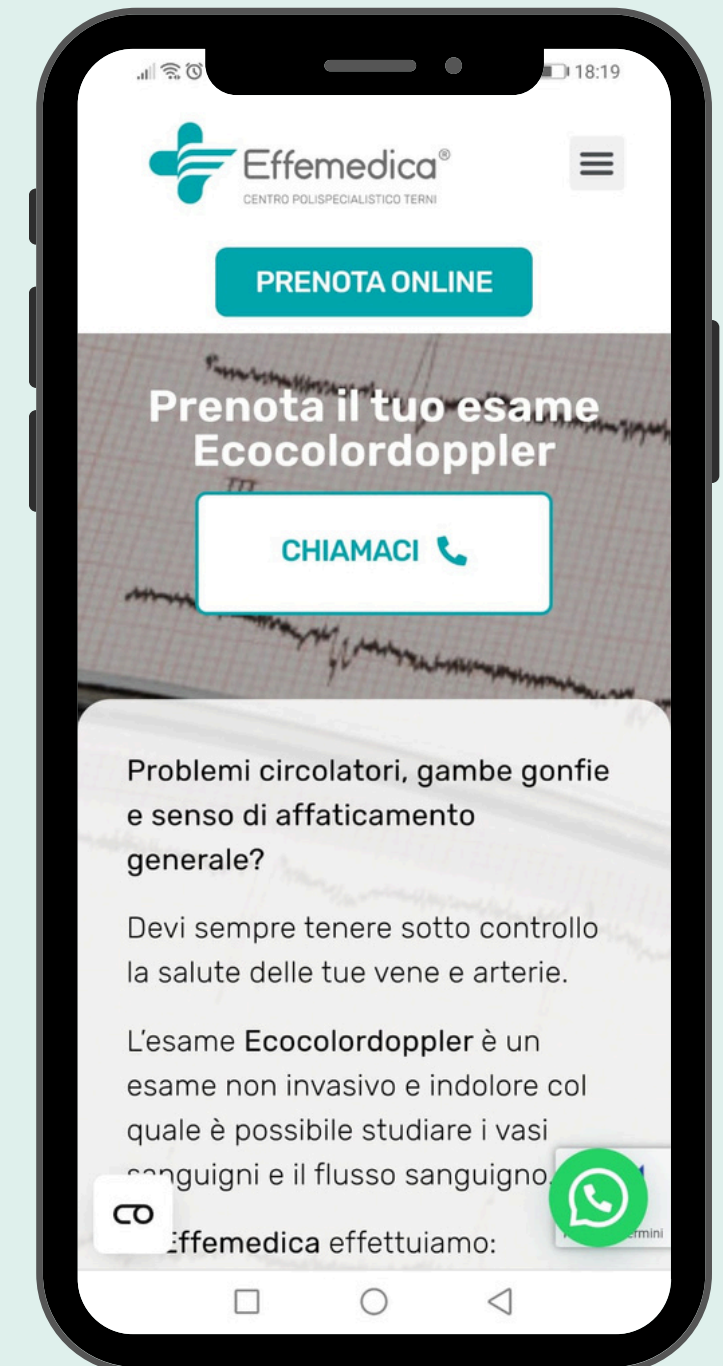 18:19
Effemedica®
CENTRO POLISPECIALISTICO TERNI
PRENOTA ONLINE
Prenota il tuo esame
Ecocolordoppler
III
CHIAMACI
Problemi circolatori, gambe gonfie
e senso di affaticamento
generale?
Devi sempre tenere sotto controllo
la salute delle tue vene e arterie.
L'esame Ecocolordoppler è un
esame non invasivo e indolore col
quale è possibile studiare i vasi
sanguigni e il flusso sanguigno.
Effemedica effettuiamo: